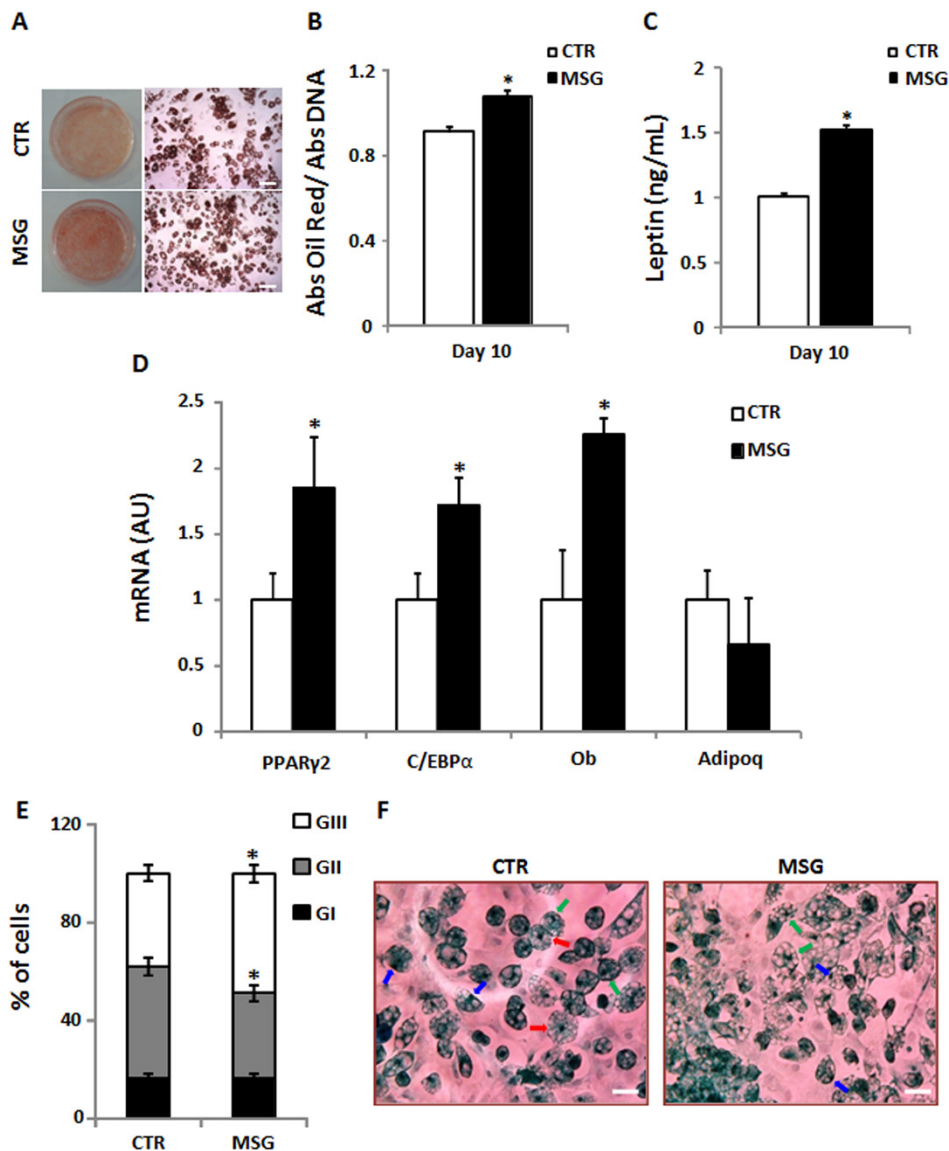 A
CTR
MSG
B
CTR
MSG
Abs Oil Red/ Abs DNA
1.2
0.8
0.4
0
*
Day 10
C
CTR
MSG
Leptin (ng/mL)
2
1.5
1
0.5
0
*
Day 10
D
CTR
MSG
mRNA (AU)
2.5
2
1.5
1
0.5
0
*
*
*
PPARγ2 C/EBPα Ob Adipoq
E
GIII
GII
GI
% of cells
120
80
40
0
*
*
CTR MSG
F
CTR MSG